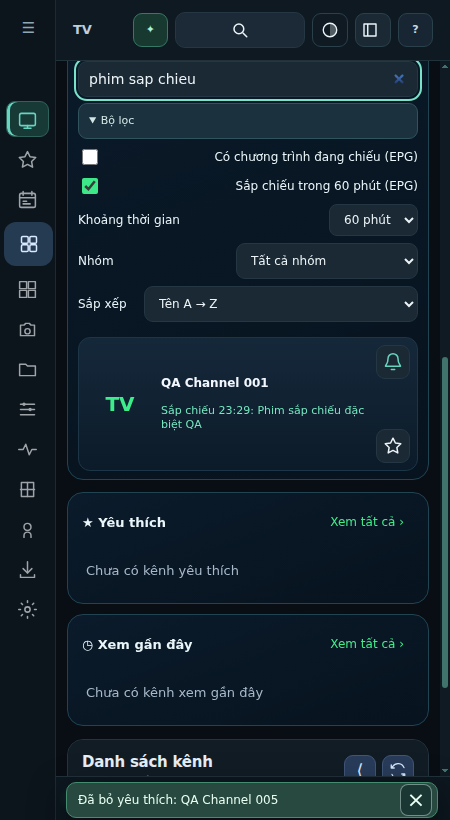 TV
?
phim sap chieu
▼ Bộ lọc
Có chương trình đang chiếu (EPG)
Sắp chiếu trong 60 phút (EPG)
Khoảng thời gian
60 phút
Nhóm
Tất cả nhóm
Sắp xếp
Tên A → Z
TV
QA Channel 001
Sắp chiếu 23:29: Phim sắp chiếu đặc
biệt QA
★ Yêu thích
Xem tất cả ›
Chưa có kênh yêu thích
◷ Xem gần đây
Xem tất cả ›
Chưa có kênh xem gần đây
Danh sách kênh
Đã bỏ yêu thích: QA Channel 005